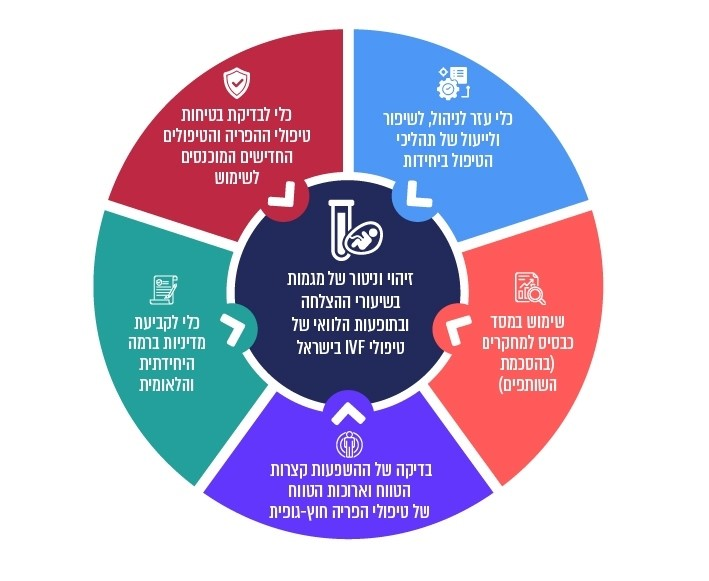 כלי עזר לניהול, לשיפור
ולייעול של תהליכי
הטיפול ביחידות
שימוש במסד
כבסיס למחקרים
(בהסכמת
השותפים)
בדיקה של ההשפעות קצרות
הטווח וארוכות הטווח
של טיפולי הפריה חוץ-גופית
כלי לקביעת
מדיניות ברמה
היחידתית
והלאומית
כלי לבדיקת בטיחות
טיפולי ההפריה והטיפולים
החדישים המוכנסים
לשימוש
זיהוי וניטור של מגמות
בשיעורי ההצלחה
ובתופעות הלוואי של
טיפולי IVF בישראל